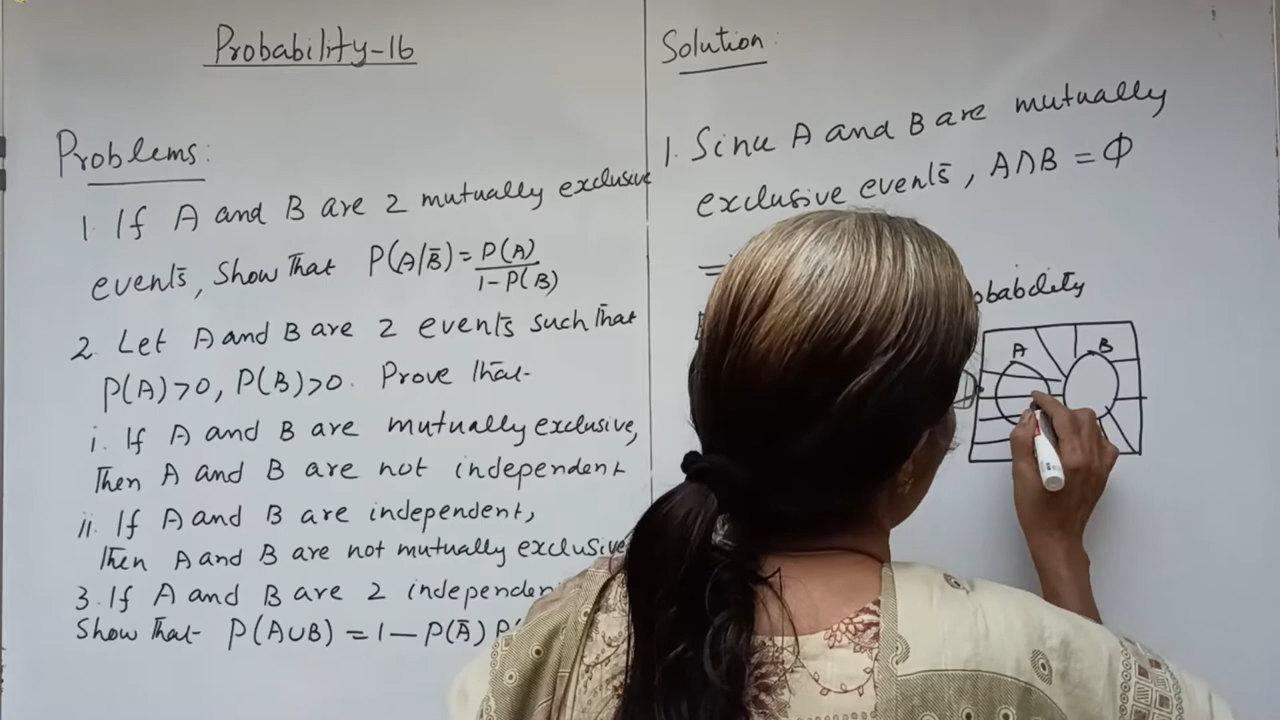 Probability-16
Problems:
1. If A and B are 2 mutually exclusive
events, Show that P(A/B̄) = P(A)
1-P(B)
2. Let A and B are 2 events such that
P(A)>0, P(B)>0. Prove that
i. If A and B are mutually exclusive,
Then A and B are not independent
ii. If A and B are independent,
Then A and B are not mutually exclusive
3. If A and B are 2
Show that P(A∪B) = 1 - P(Ā)
Solution:
1. Since A and B are mutually
exclusive events, A∩B = Φ
A
B